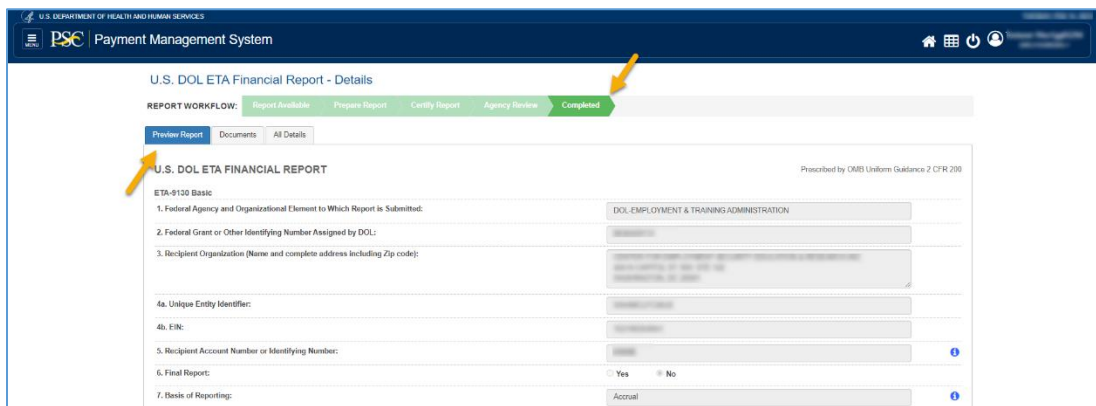 U.S. DEPARTMENT OF HEALTH AND HUMAN SERVICES
MENU PSC Payment Management System
U.S. DOL ETA Financial Report - Details
REPORT WORKFLOW: Report Available Prepare Report Certify Report Agency Review Completed
Preview Report Documents All Details
U.S. DOL ETA FINANCIAL REPORT Prescribed by OMB Uniform Guidance 2 CFR 200
ETA-9130 Basic
1. Federal Agency and Organizational Element to Which Report is Submitted: DOL-EMPLOYMENT & TRAINING ADMINISTRATION
2. Federal Grant or Other Identifying Number Assigned by DOL:
3. Recipient Organization (Name and complete address including Zip code):
4a. Unique Entity Identifier:
4b. EIN:
5. Recipient Account Number or Identifying Number:
6. Final Report: Yes No
7. Basis of Reporting: Accrual